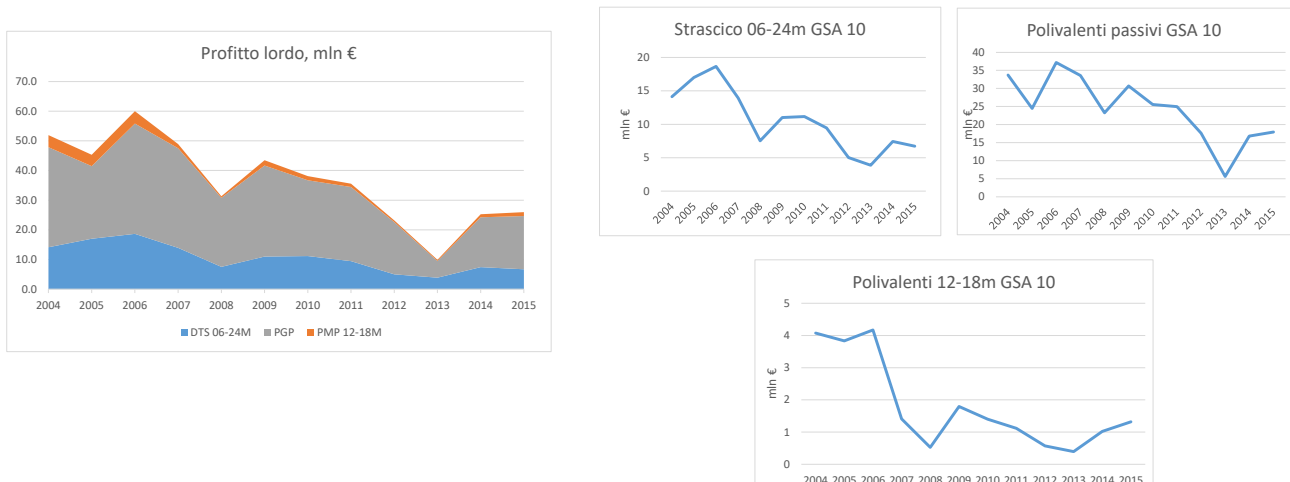 Profitto lordo, mln €
70.0
60.0
50.0
40.0
30.0
20.0
10.0
0.0
2004 2005 2006 2007 2008 2009 2010 2011 2012 2013 2014 2015
DTS 06-24M PGP PMP 12-18M
Strascico 06-24m GSA 10
mln €
20
15
10
5
0
2004 2005 2006 2007 2008 2009 2010 2011 2012 2013 2014 2015
Polivalenti passivi GSA 10
mln €
40
35
30
25
20
15
10
5
0
2004 2005 2006 2007 2008 2009 2010 2011 2012 2013 2014 2015
Polivalenti 12-18m GSA 10
mln €
5
4
3
2
1
0
2004 2005 2006 2007 2008 2009 2010 2011 2012 2013 2014 2015